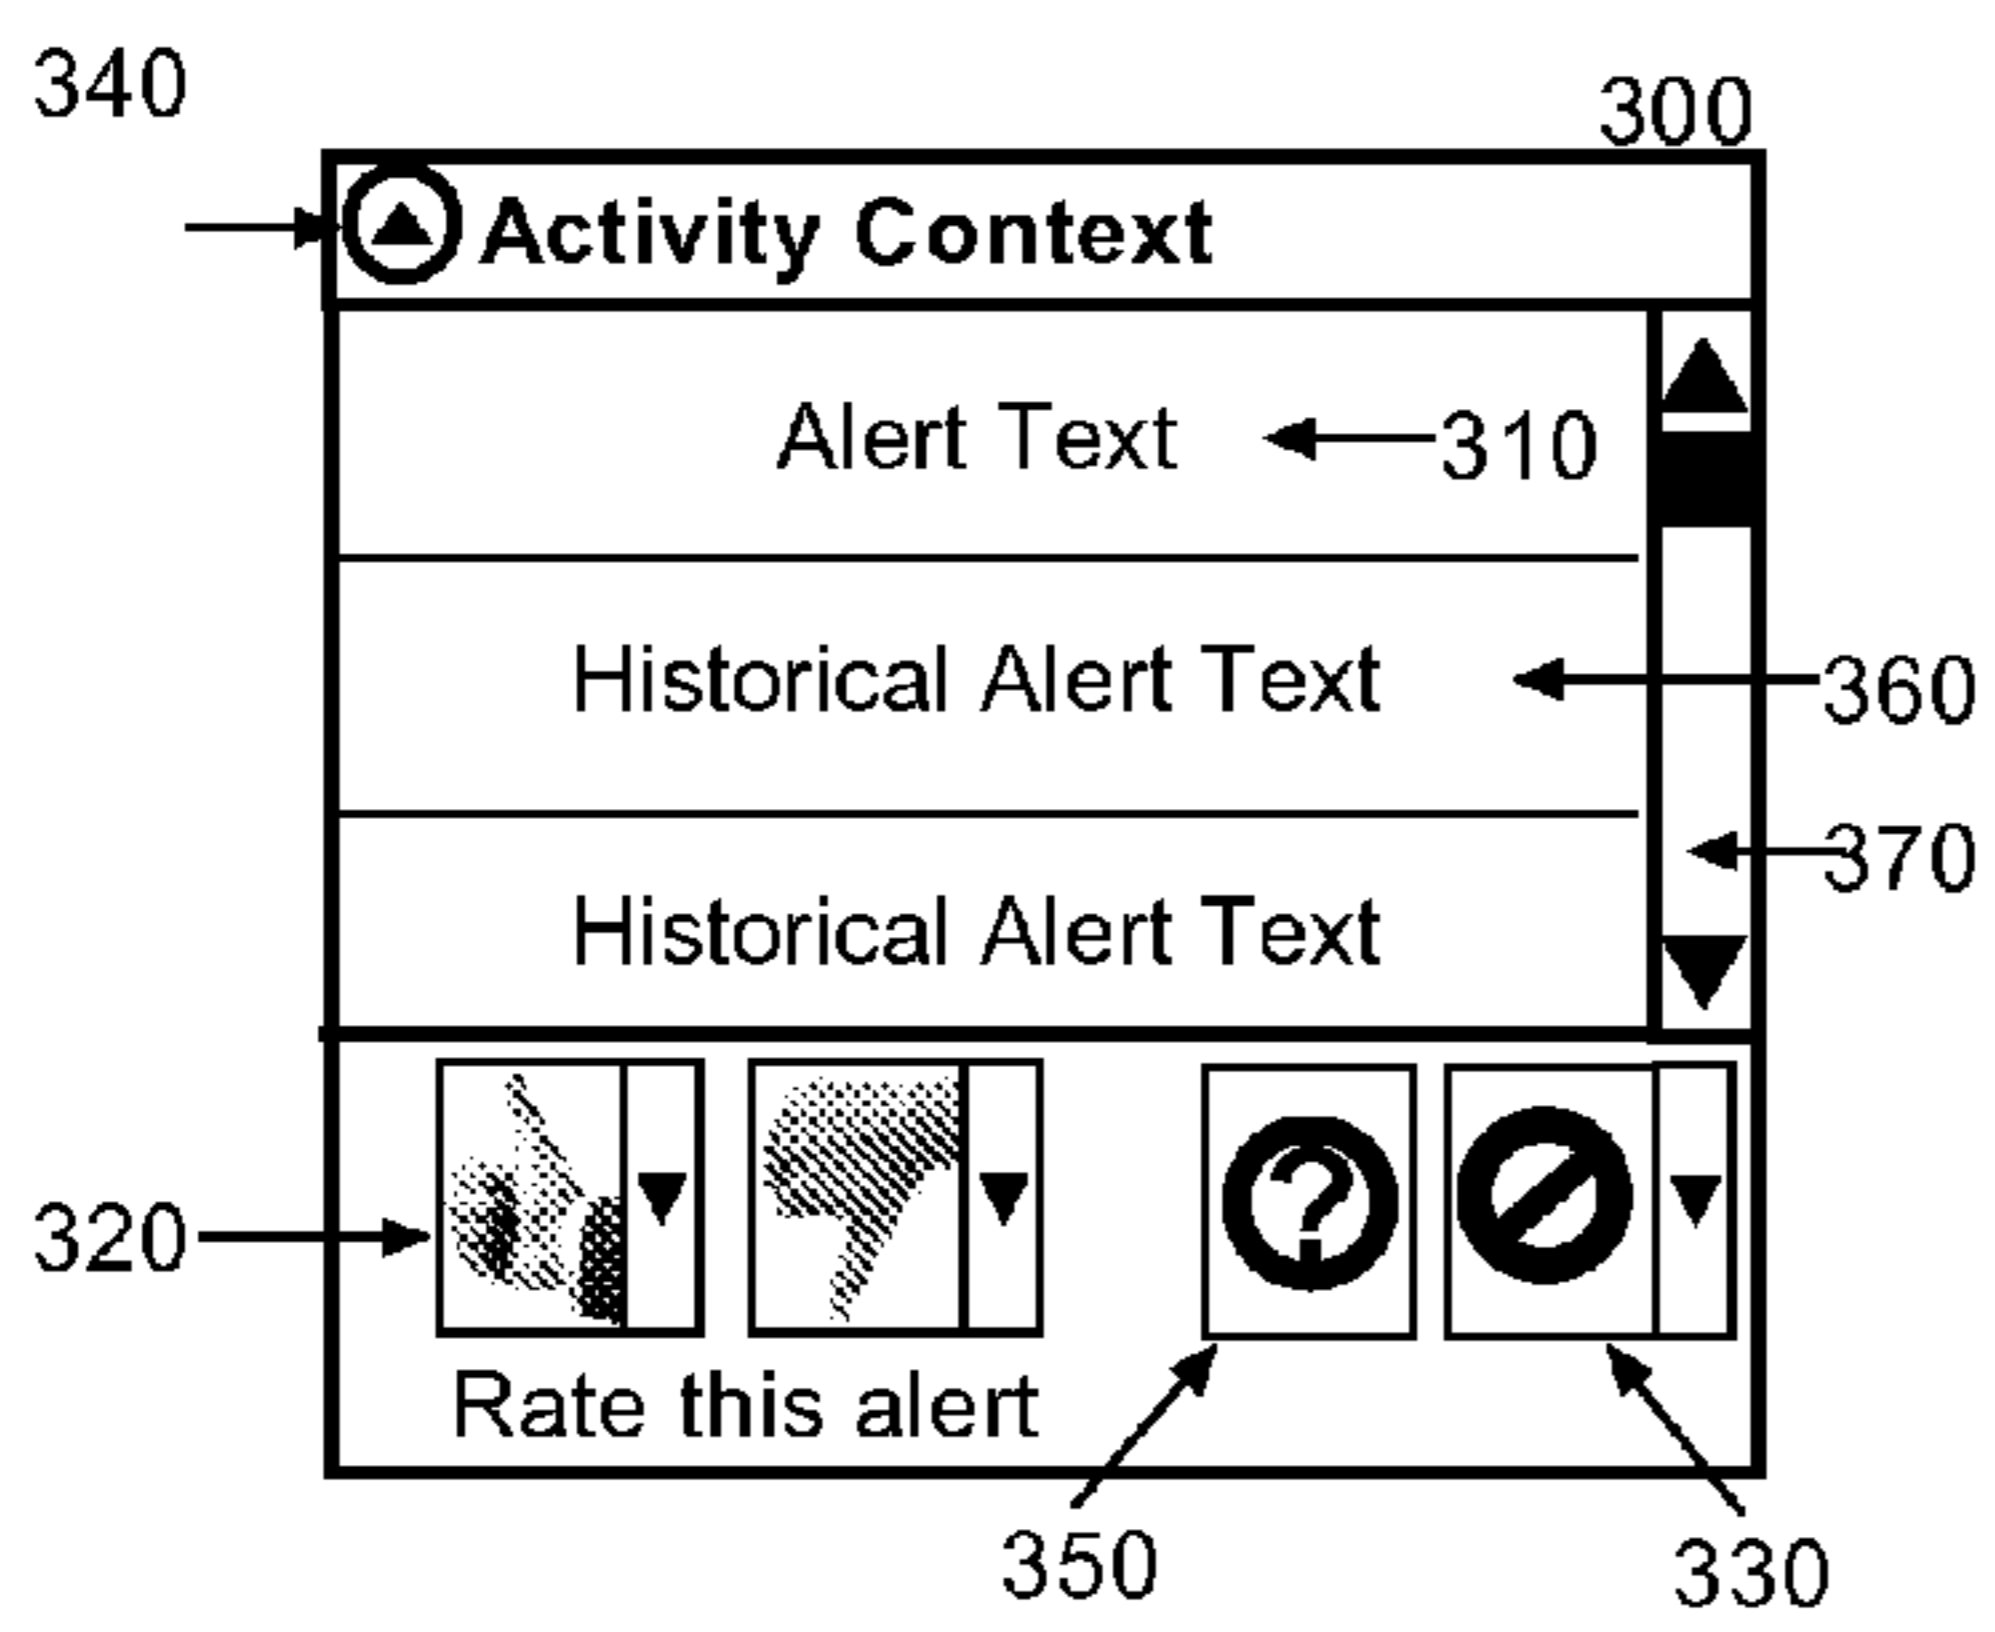 340
300
Activity Context
Alert Text
310
Historical Alert Text
360
370
Historical Alert Text
?
320
Rate this alert
350
330